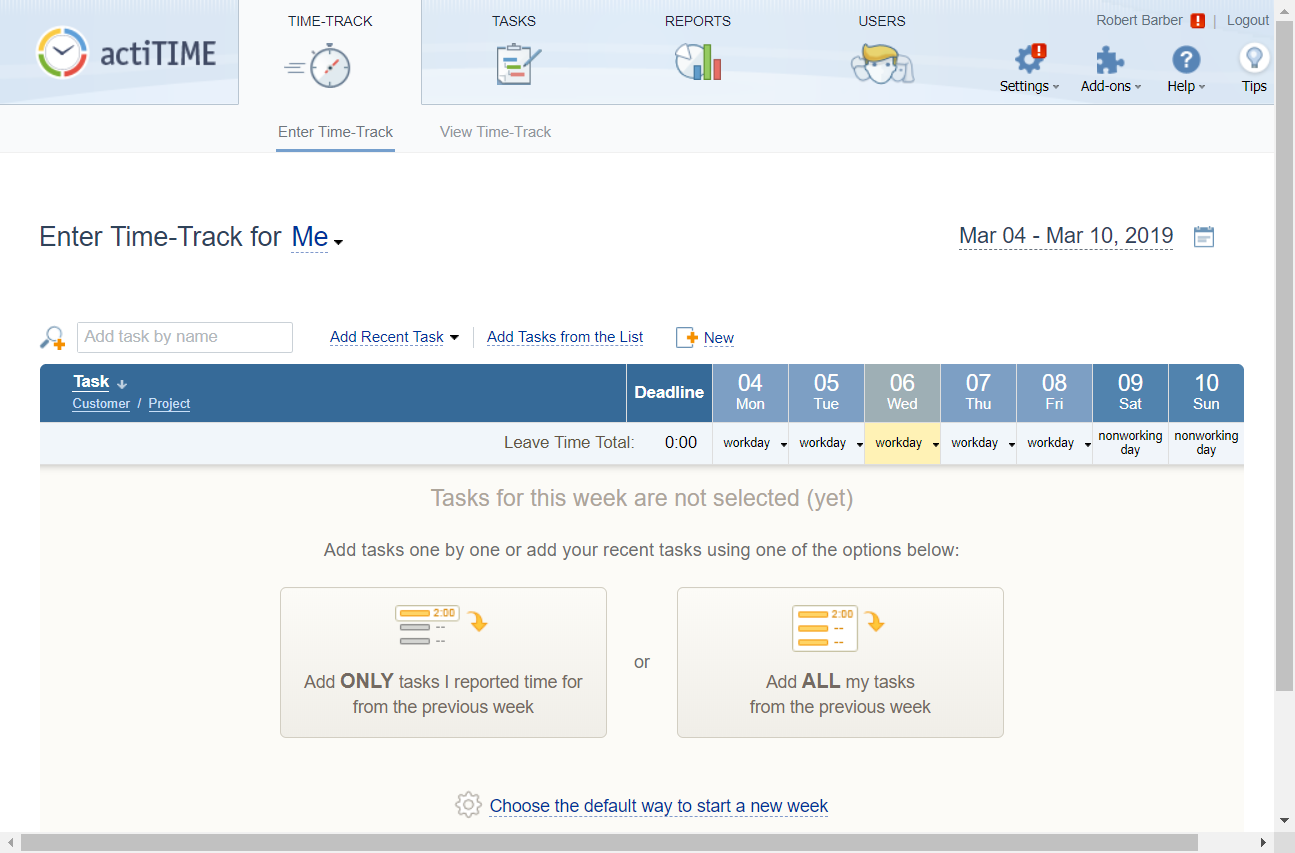 actiTIME
TIME-TRACK
TASKS
REPORTS
USERS
Robert Barber ! | Logout
Settings
Add-ons
Help
Tips
Enter Time-Track
View Time-Track
Enter Time-Track for Me
Mar 04 - Mar 10, 2019
Add task by name
Add Recent Task
Add Tasks from the List
New
Task
Customer / Project
Deadline
04
Mon
05
Tue
06
Wed
07
Thu
08
Fri
09
Sat
10
Sun
Leave Time Total: 0:00
workday
workday
workday
workday
workday
nonworking
day
nonworking
day
Tasks for this week are not selected (yet)
Add tasks one by one or add your recent tasks using one of the options below:
2:00
--
--
Add ONLY tasks I reported time for
from the previous week
or
2:00
--
--
Add ALL my tasks
from the previous week
Choose the default way to start a new week